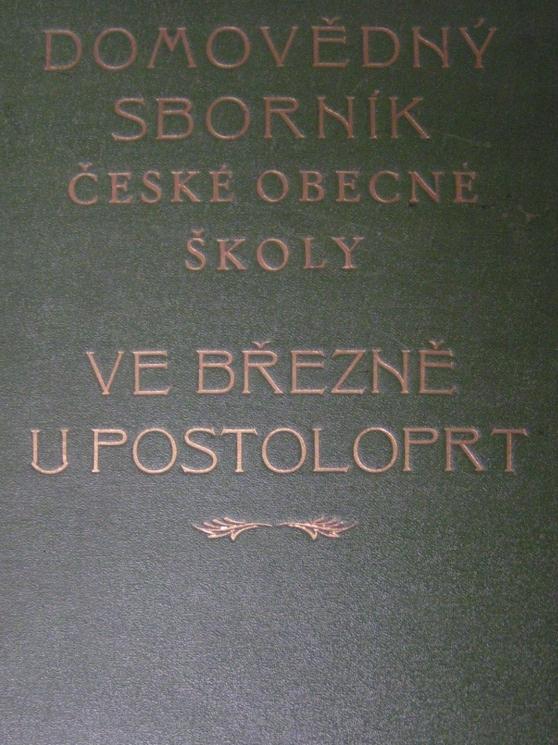 DOMOVĚDNÝ
SBORNÍK
ČESKÉ OBECNÉ
ŠKOLY
VE BŘEZNĚ
U POSTOLOPRT